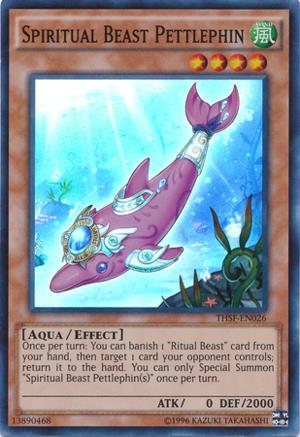 Spiritual Beast Pettlephin
WIND
風
THSF-EN026
[Aqua / Effect]
Once per turn: You can banish 1 "Ritual Beast" card from
your hand, then target 1 card your opponent controls;
return it to the hand. You can only Special Summon
"Spiritual Beast Pettlephin(s)" once per turn.
ATK/ 0 DEF/2000
13890468
©1996 KAZUKI TAKAHASHI